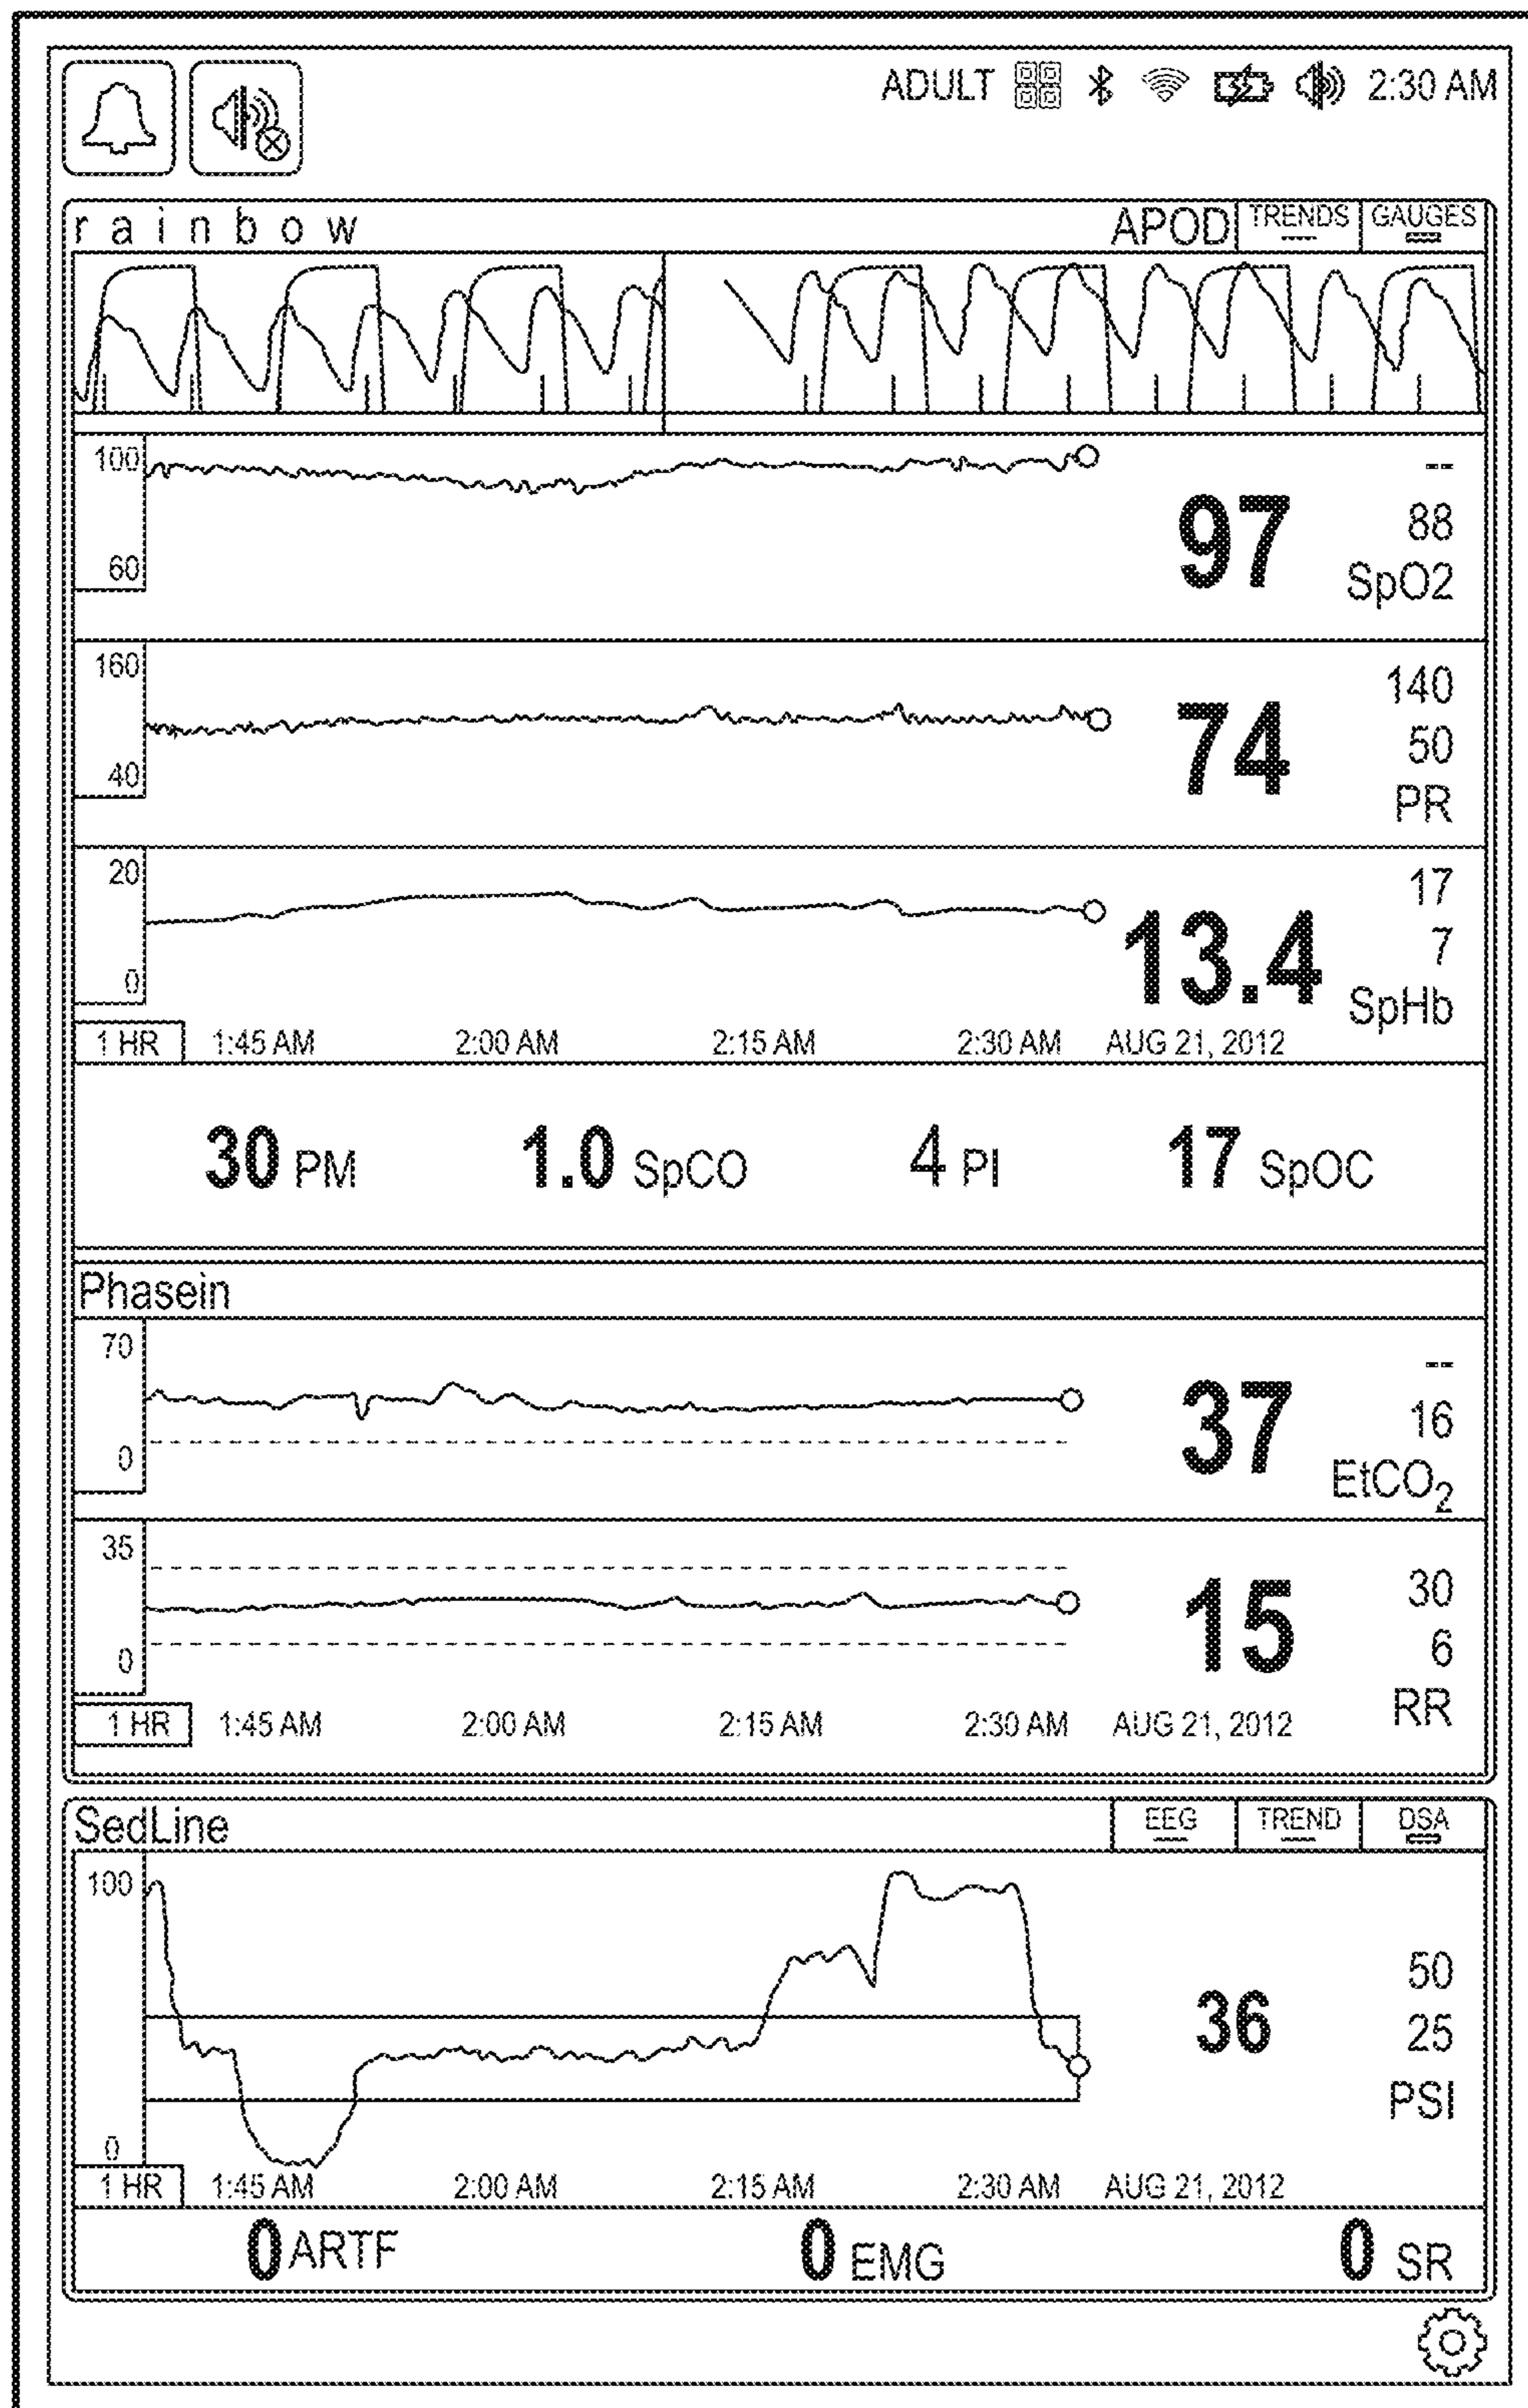 ADULT 2:30 AM
rainbow APOD TRENDS GAUGES
100
60
97
--
88
SpO2
160
40
74
140
50
PR
20
0
13.4
17
7
SpHb
1 HR 1:45 AM 2:00 AM 2:15 AM 2:30 AM AUG 21, 2012
30 PM 1.0 SpCO 4 PI 17 SpOC
Phasein
70
0
37
--
16
EtCO₂
35
0
15
30
6
RR
1 HR 1:45 AM 2:00 AM 2:15 AM 2:30 AM AUG 21, 2012
SedLine EEG TREND DSA
100
0
36
50
25
PSI
1 HR 1:45 AM 2:00 AM 2:15 AM 2:30 AM AUG 21, 2012
0 ARTF 0 EMG 0 SR